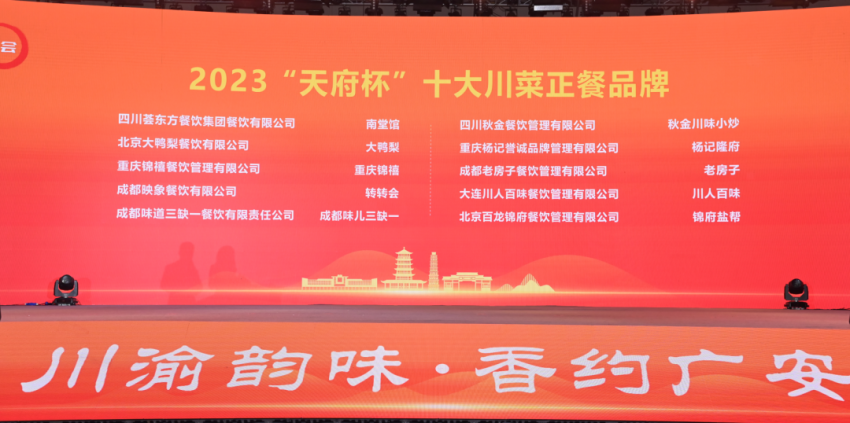 会
2023“天府杯”十大川菜正餐品牌
四川荟东方餐饮集团餐饮有限公司 南堂馆
北京大鸭梨餐饮有限公司 大鸭梨
重庆锦禧餐饮管理有限公司 重庆锦禧
成都映象餐饮有限公司 转转会
成都味道三缺一餐饮有限责任公司 成都味儿三缺一
四川秋金餐饮管理有限公司 秋金川味小炒
重庆杨记誉诚品牌管理有限公司 杨记隆府
成都老房子餐饮管理有限公司 老房子
大连川人百味餐饮管理有限公司 川人百味
北京百龙锦府餐饮管理有限公司 锦府盐帮
川渝韵味·香约广安